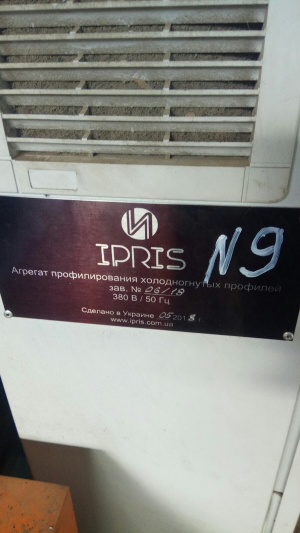 IPRIS
N9
Агрегат профилирования холодногнутых профилей
зав. № 06/18
380 В / 50 Гц
Сделано в Украине 05 2018 г.
www.ipris.com.ua